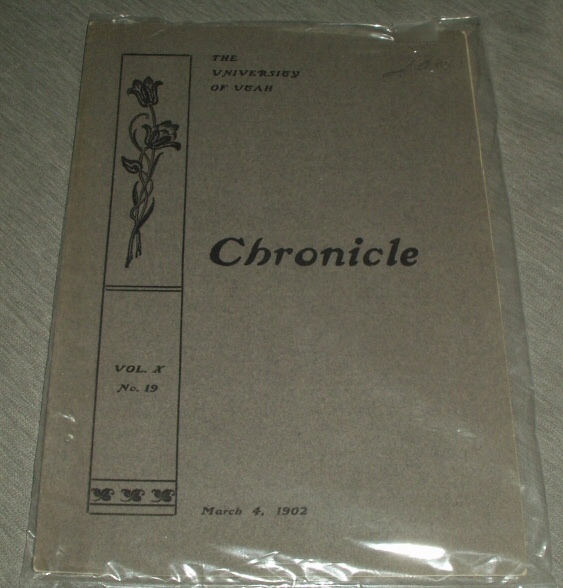 THE
UNIVERSITY
OF UTAH
Chronicle
VOL. X
No. 19
March 4, 1902